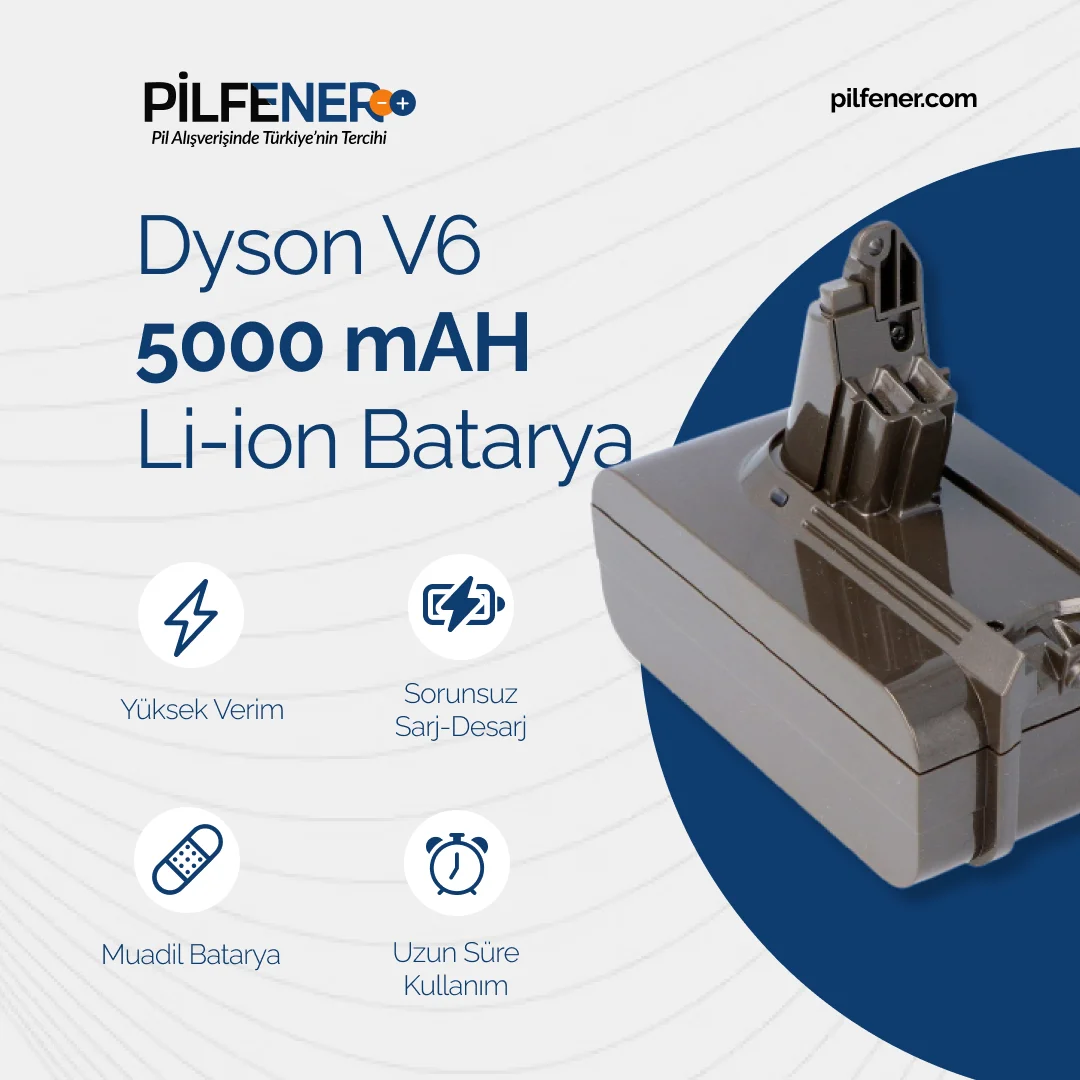 PİLFENER
Pil Alışverişinde Türkiye'nin Tercihi
pilfener.com
Dyson V6
5000 mAH
Li-ion Batarya
Yüksek Verim
Sorunsuz
Sarj-Desarj
Muadil Batarya
Uzun Süre
Kullanım